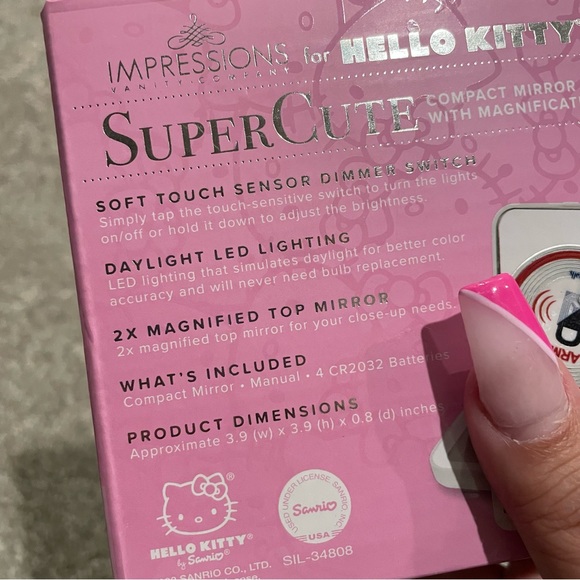 IMPRESSIONS for HELLO KITTY®
VANITY COMPANY
SUPERCUTE COMPACT MIRROR
WITH
SOFT TOUCH SENSOR DIMMER SWITCH
Simply tap the touch-sensitive switch to turn the lights
on/off or hold it down to adjust the brightness.
DAYLIGHT LED LIGHTING
LED lighting that simulates daylight for better color
accuracy and will never need bulb replacement.
2X MAGNIFIED TOP MIRROR
2x magnified top mirror for your close-up needs.
WHAT'S INCLUDED
Compact Mirror • Manual • 4 CR2032 Batteries
PRODUCT DIMENSIONS
Approximate 3.9 (w) x 3.9 (h) x 0.8 (d) inches
HELLO KITTY®
by Sanrio®
USED UNDER LICENSE, SANRIO INC.
Sanrio
USA
SANRIO CO., LTD. SIL-34808